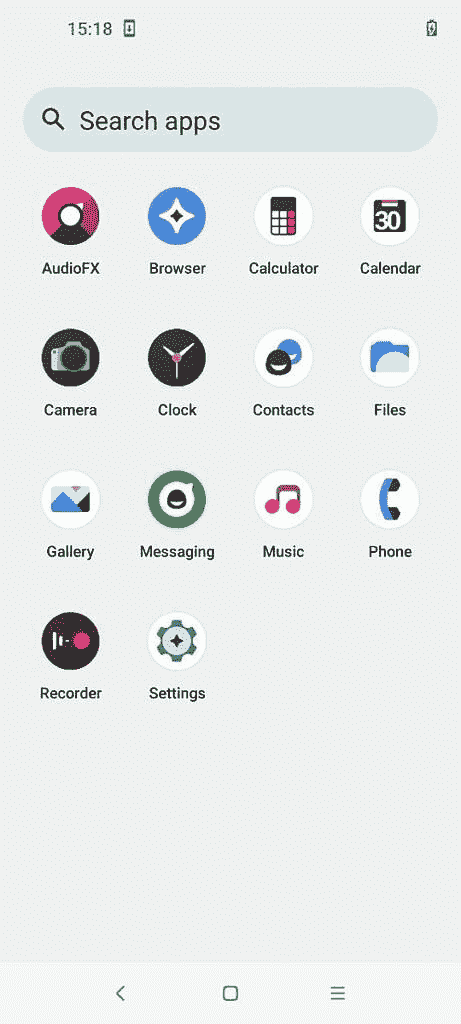 15:18
Search apps
AudioFX Browser Calculator Calendar
30
Camera Clock Contacts Files
Gallery Messaging Music Phone
Recorder Settings